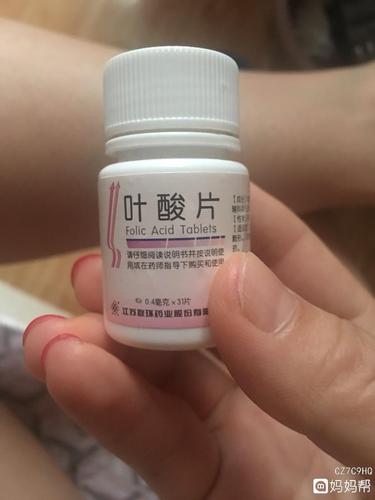 叶酸片
Folic Acid Tablets
请仔细阅读说明书并按说明使
用或在药师指导下购买和使用
0.4毫克×31片
江苏联环药业股份有
CZ7C9HQ
妈妈帮